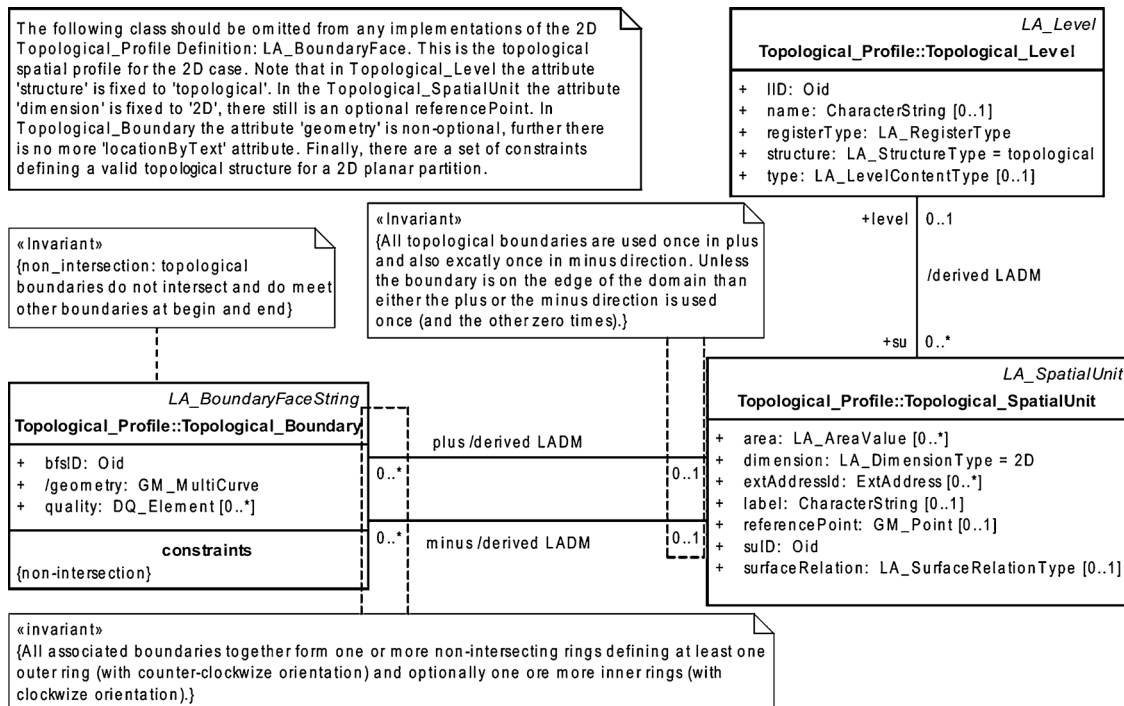 The following class should be omitted from any implementations of the 2D
Topological_Profile Definition: LA_BoundaryFace. This is the topological
spatial profile for the 2D case. Note that in Topological_Level the attribute
'structure' is fixed to 'topological'. In the Topological_SpatialUnit the attribute
'dimension' is fixed to '2D', there still is an optional referencePoint. In
Topological_Boundary the attribute 'geometry' is non-optional, further there
is no more 'locationByText' attribute. Finally, there are a set of constraints
defining a valid topological structure for a 2D planar partition.
LA_Level
Topological_Profile::Topological_Level
+ lID: Oid
+ name: CharacterString [0..1]
+ registerType: LA_RegisterType
+ structure: LA_StructureType = topological
+ type: LA_LevelContentType [0..1]
«Invariant»
{non_intersection: topological
boundaries do not intersect and do meet
other boundaries at begin and end}
«Invariant»
{All topological boundaries are used once in plus
and also excatly once in minus direction. Unless
the boundary is on the edge of the domain than
either the plus or the minus direction is used
once (and the other zero times).}
+level 0..1
/derived LADM
+su 0..*
LA_BoundaryFaceString
Topological_Profile::Topological_Boundary
+ bfsID: Oid
+ /geometry: GM_MultiCurve
+ quality: DQ_Element [0..*]
constraints
{non-intersection}
plus /derived LADM
0..* 0..1
0..* minus /derived LADM 0..1
LA_SpatialUnit
Topological_Profile::Topological_SpatialUnit
+ area: LA_AreaValue [0..*]
+ dimension: LA_DimensionType = 2D
+ extAddressId: ExtAddress [0..*]
+ label: CharacterString [0..1]
+ referencePoint: GM_Point [0..1]
+ suID: Oid
+ surfaceRelation: LA_SurfaceRelationType [0..1]
«invariant»
{All associated boundaries together form one or more non-intersecting rings defining at least one
outer ring (with counter-clockwize orientation) and optionally one ore more inner rings (with
clockwize orientation).}